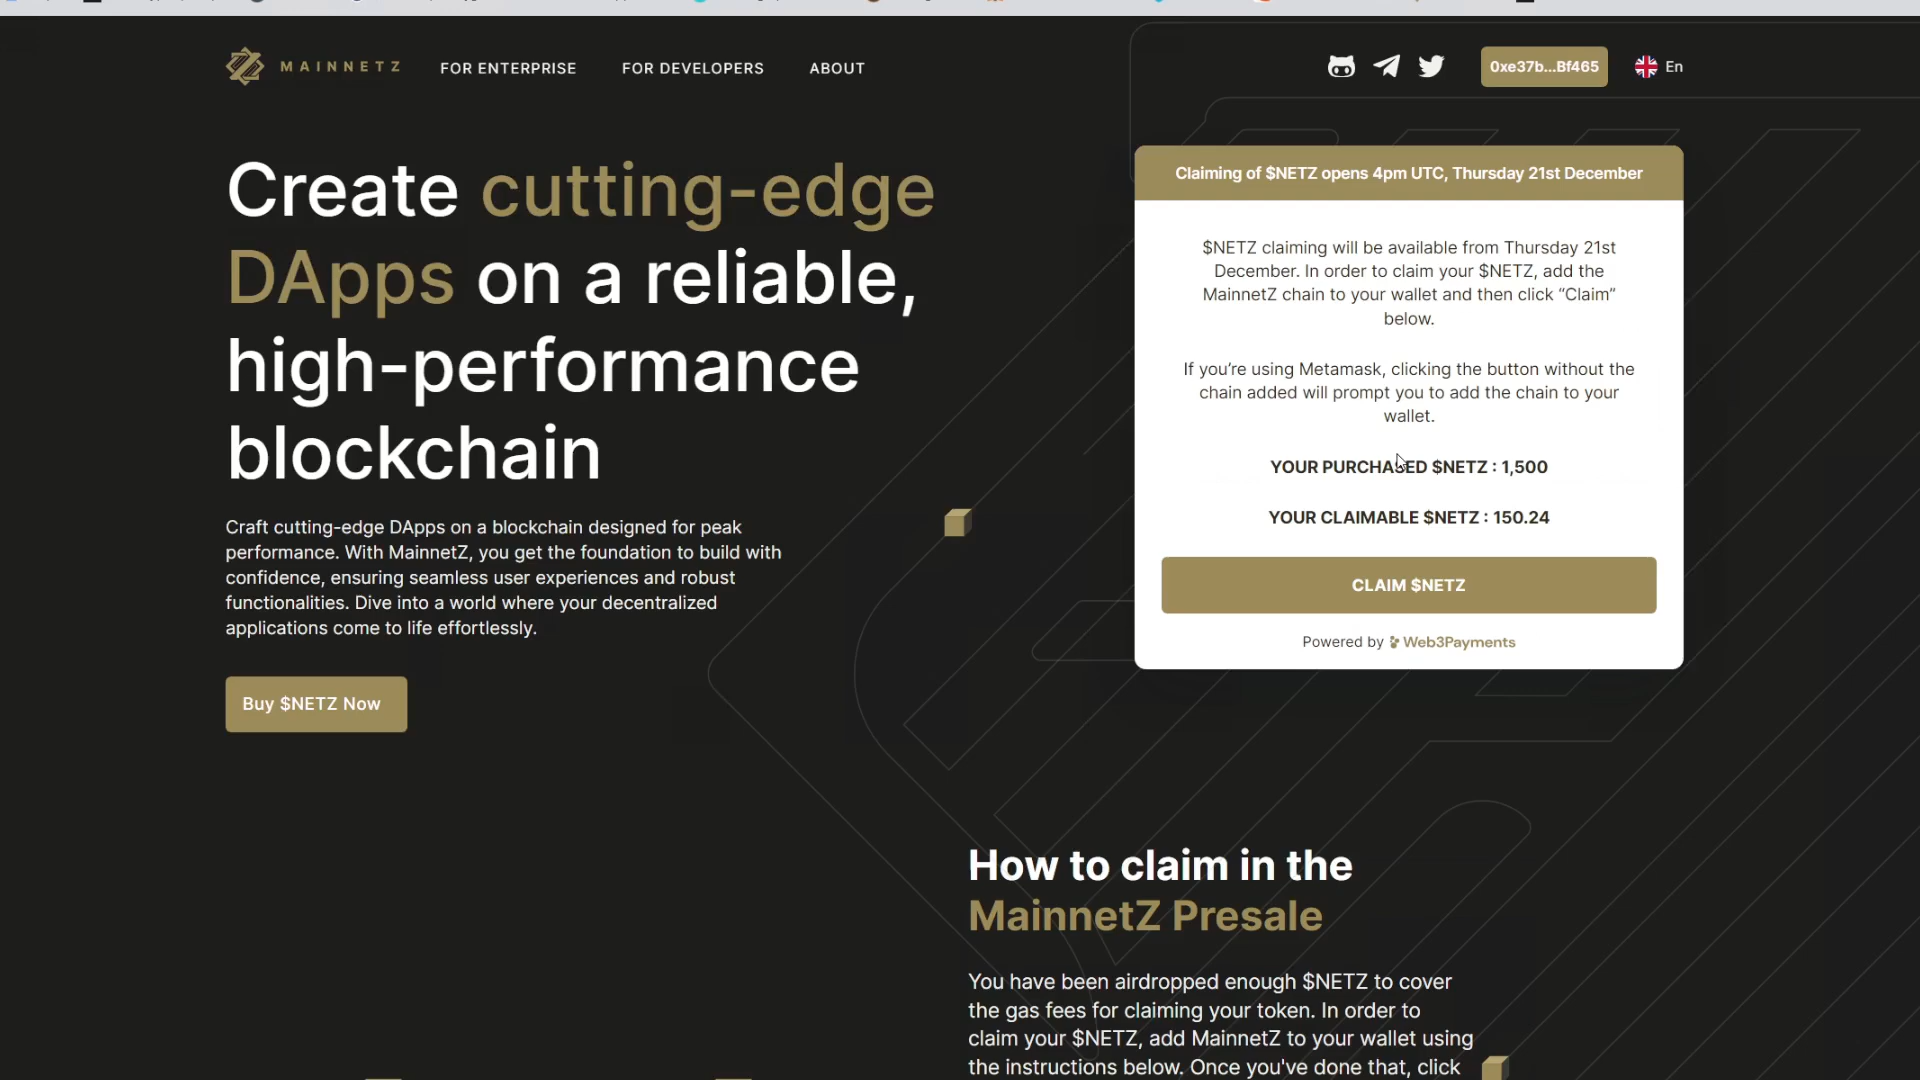 MAINNETZ
FOR ENTERPRISE
FOR DEVELOPERS
ABOUT
0xe37b...Bf465
En
Create cutting-edge
DApps on a reliable,
high-performance
blockchain
Craft cutting-edge DApps on a blockchain designed for peak
performance. With MainnetZ, you get the foundation to build with
confidence, ensuring seamless user experiences and robust
functionalities. Dive into a world where your decentralized
applications come to life effortlessly.
Buy $NETZ Now
Claiming of $NETZ opens 4pm UTC, Thursday 21st December
$NETZ claiming will be available from Thursday 21st
December. In order to claim your $NETZ, add the
MainnetZ chain to your wallet and then click “Claim”
below.
If you’re using Metamask, clicking the button without the
chain added will prompt you to add the chain to your
wallet.
YOUR PURCHASED $NETZ : 1,500
YOUR CLAIMABLE $NETZ : 150.24
CLAIM $NETZ
Powered by Web3Payments
How to claim in the
MainnetZ Presale
You have been airdropped enough $NETZ to cover
the gas fees for claiming your token. In order to
claim your $NETZ, add MainnetZ to your wallet using
the instructions below. Once you've done that, click